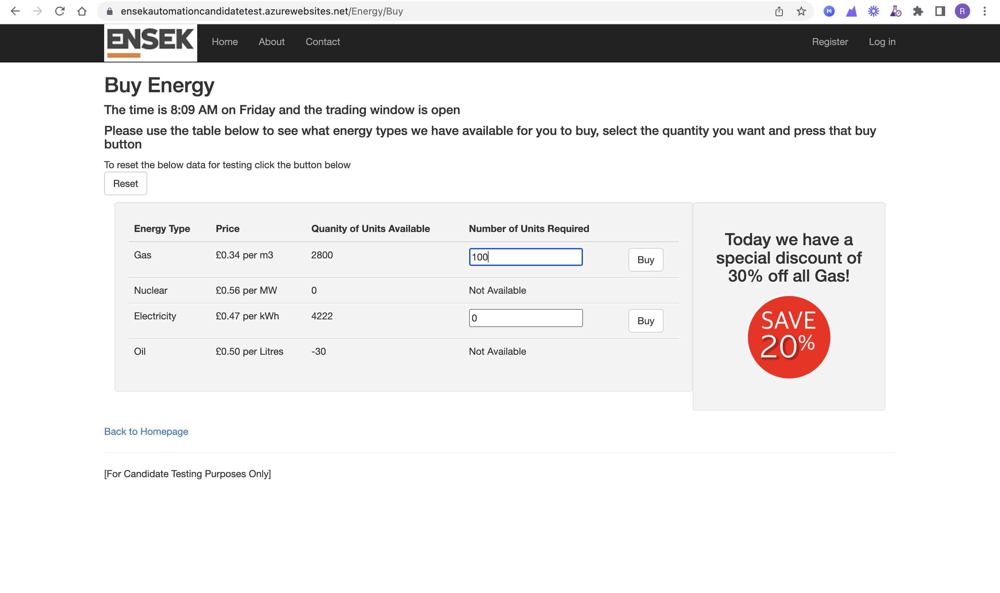 ensekautomationcandidatetest.azurewebsites.net/Energy/Buy
M
R
ENSEK
Home About Contact Register Log in
Buy Energy
The time is 8:09 AM on Friday and the trading window is open
Please use the table below to see what energy types we have available for you to buy, select the quantity you want and press that buy
button
To reset the below data for testing click the button below
Reset
Energy Type Price Quanity of Units Available Number of Units Required
Gas £0.34 per m3 2800 100 Buy
Nuclear £0.56 per MW 0 Not Available
Electricity £0.47 per kWh 4222 0 Buy
Oil £0.50 per Litres -30 Not Available
Today we have a
special discount of
30% off all Gas!
SAVE
20%
Back to Homepage
[For Candidate Testing Purposes Only]